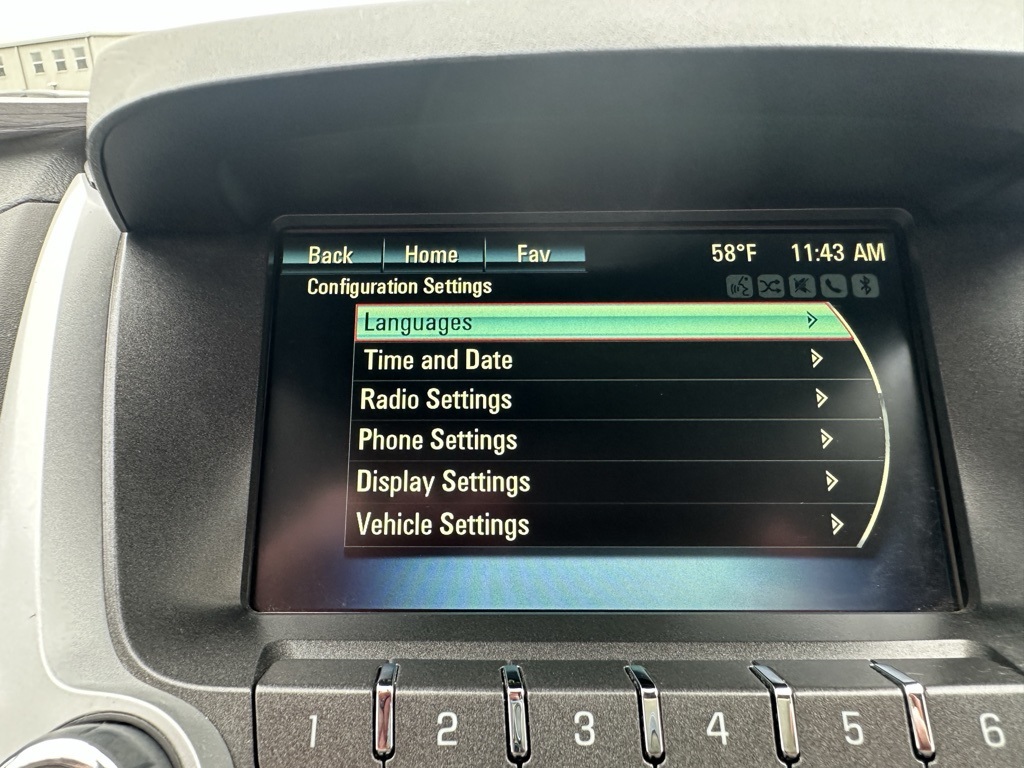 Back Home Fav 58°F 11:43 AM
Configuration Settings
Languages
Time and Date
Radio Settings
Phone Settings
Display Settings
Vehicle Settings
1 2 3 4 5 6